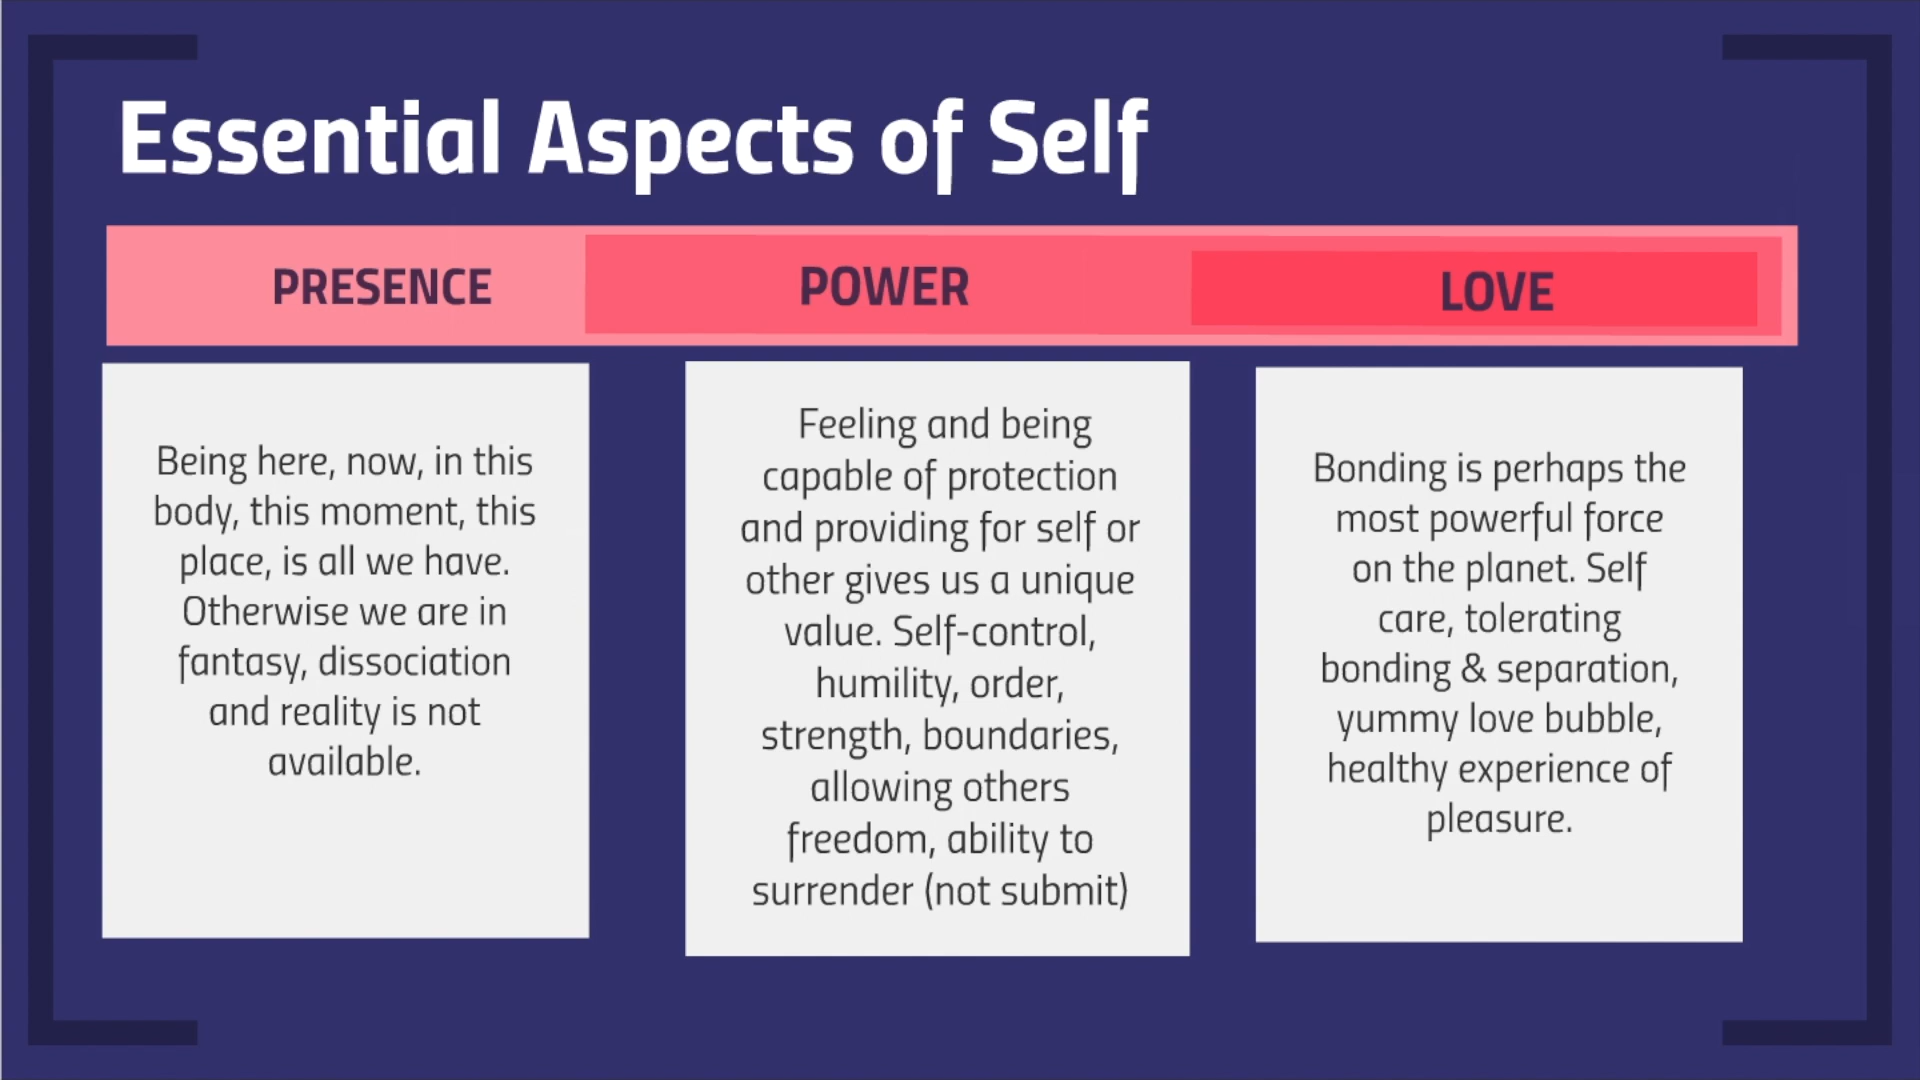 Essential Aspects of Self
PRESENCE
POWER
LOVE
Being here, now, in this
body, this moment, this
place, is all we have.
Otherwise we are in
fantasy, dissociation
and reality is not
available.
Feeling and being
capable of protection
and providing for self or
other gives us a unique
value. Self-control,
humility, order,
strength, boundaries,
allowing others
freedom, ability to
surrender (not submit)
Bonding is perhaps the
most powerful force
on the planet. Self
care, tolerating
bonding & separation,
yummy love bubble,
healthy experience of
pleasure.